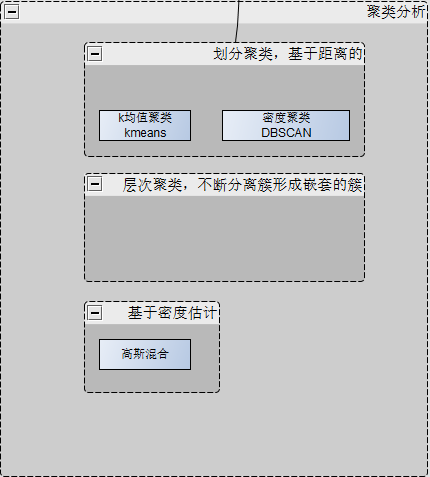 聚类分析
划分聚类，基于距离的
k均值聚类
kmeans
密度聚类
DBSCAN
层次聚类，不断分离簇形成嵌套的簇
基于密度估计
高斯混合